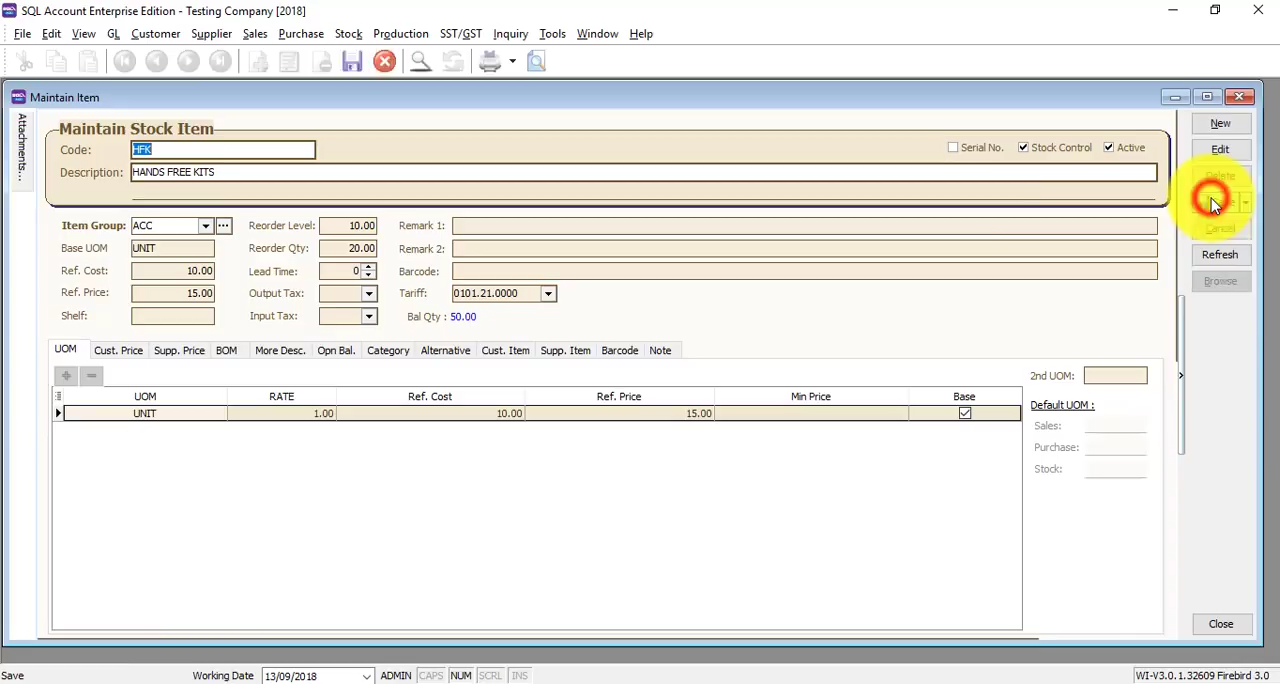 SQL Account Enterprise Edition - Testing Company [2018]
File Edit View GL Customer Supplier Sales Purchase Stock Production SST/GST Inquiry Tools Window Help
Maintain Item
Attachments...
Maintain Stock Item
Code: HFK
Serial No. Stock Control Active
Description: HANDS FREE KITS
Item Group: ACC ... Reorder Level: 10.00 Remark 1:
Base UOM UNIT Reorder Qty: 20.00 Remark 2:
Ref. Cost: 10.00 Lead Time: 0 Barcode:
Ref. Price: 15.00 Output Tax: Tariff: 0101.21.0000
Shelf: Input Tax: Bal Qty : 50.00
UOM Cust. Price Supp. Price BOM More Desc. Opn Bal. Category Alternative Cust. Item Supp. Item Barcode Note
UOM RATE Ref. Cost Ref. Price Min Price Base
UNIT 1.00 10.00 15.00
2nd UOM:
Default UOM :
Sales:
Purchase:
Stock:
New
Edit
Delete
Cancel
Refresh
Browse
Close
Save Working Date 13/09/2018 ADMIN CAPS NUM SCRL INS WI-V3.0.1.32609 Firebird 3.0